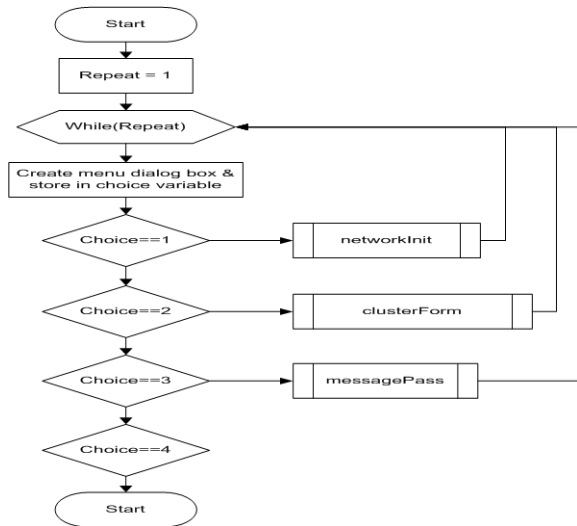 Start
Repeat = 1
While(Repeat)
Create menu dialog box &
store in choice variable
Choice==1
networkInit
Choice==2
clusterForm
Choice==3
messagePass
Choice==4
Start